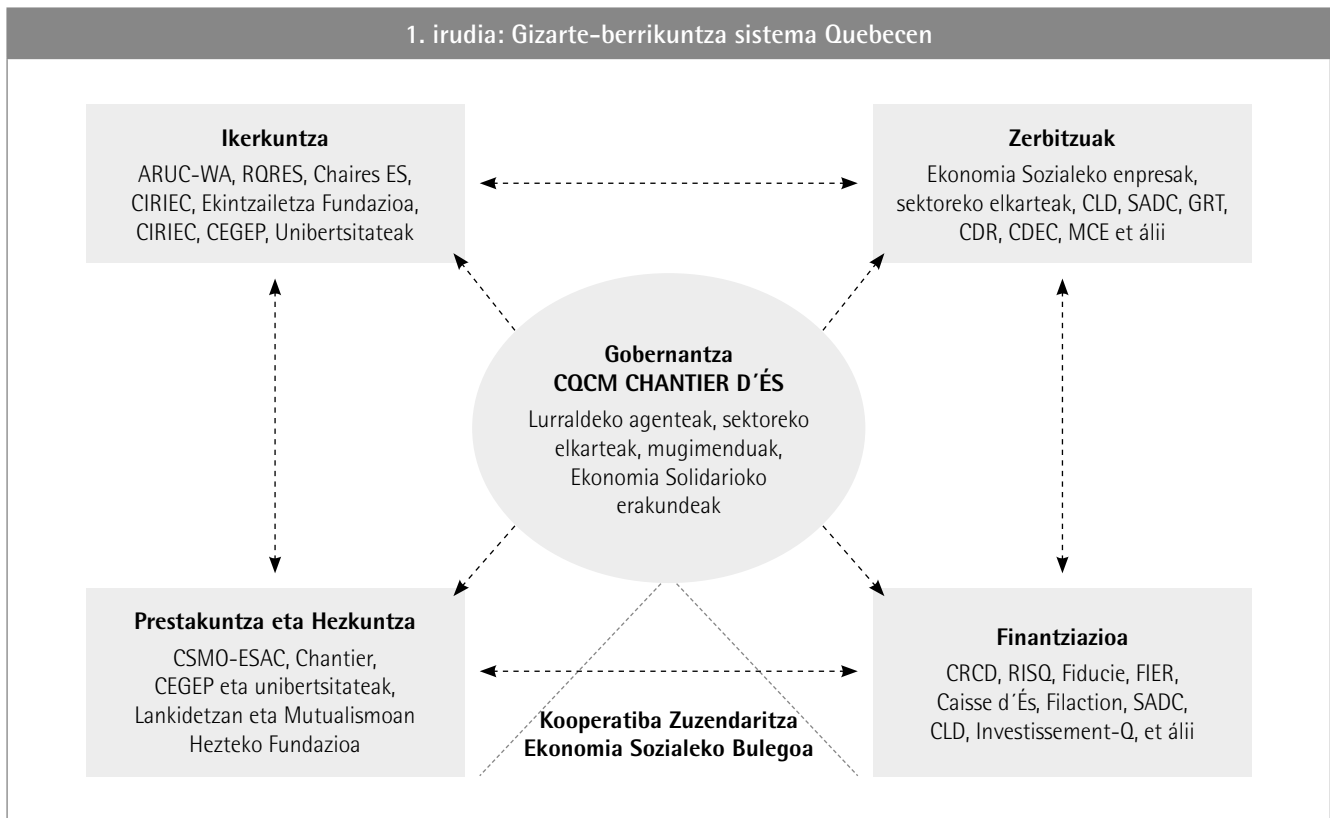 1. irudia: Gizarte-berrikuntza sistema Quebecen
Ikerkuntza
ARUC-WA, RQRES, Chaires ES,
CIRIEC, Ekintzailetza Fundazioa,
CIRIEC, CEGEP, Unibertsitateak
Zerbitzuak
Ekonomia Sozialeko enpresak,
sektoreko elkarteak, CLD, SADC, GRT,
CDR, CDEC, MCE et álii
Gobernantza
CQCM CHANTIER D´ÉS
Lurraldeko agenteak, sektoreko
elkarteak, mugimenduak,
Ekonomia Solidarioko
erakundeak
Prestakuntza eta Hezkuntza
CSMO-ESAC, Chantier,
CEGEP eta unibertsitateak,
Lankidetzan eta Mutualismoan
Hezteko Fundazioa
Finantziazioa
CRCD, RISQ, Fiducie, FIER,
Caisse d´És, Filaction, SADC,
CLD, Investissement-Q, et álii
Kooperatiba Zuzendaritza
Ekonomia Sozialeko Bulegoa